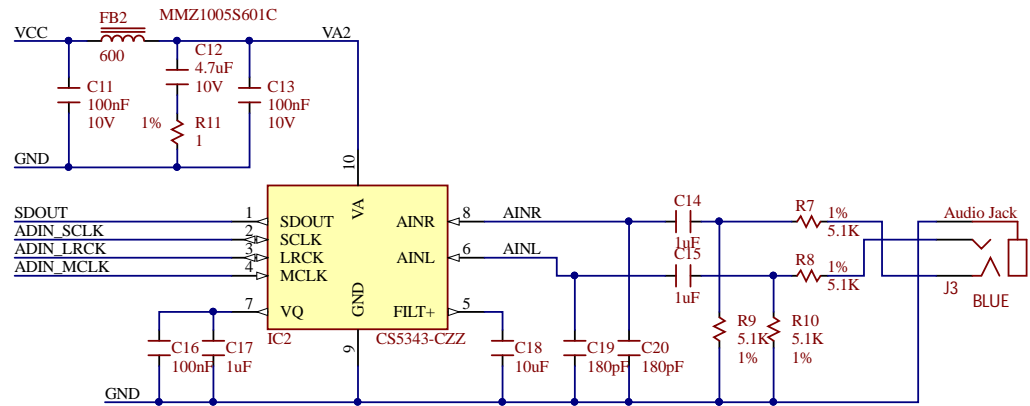 FB2 MMZ1005S601C
VCC
VA2
600
C12
4.7uF
10V
C11
100nF
10V
C13
100nF
10V
1%
R11
1
GND
10
VA
SDOUT
1
SDOUT
AINR
8
AINR
ADIN_SCLK
2
SCLK
ADIN_LRCK
3
LRCK
AINL
6
AINL
ADIN_MCLK
4
MCLK
C14
1uF
C15
1uF
R7
1%
5.1K
R8
1%
5.1K
Audio Jack
J3
BLUE
7
VQ
GND
FILT+
5
IC2
CS5343-CZZ
9
C16
100nF
C17
1uF
C18
10uF
C19
180pF
C20
180pF
R9
5.1K
1%
R10
5.1K
1%
GND